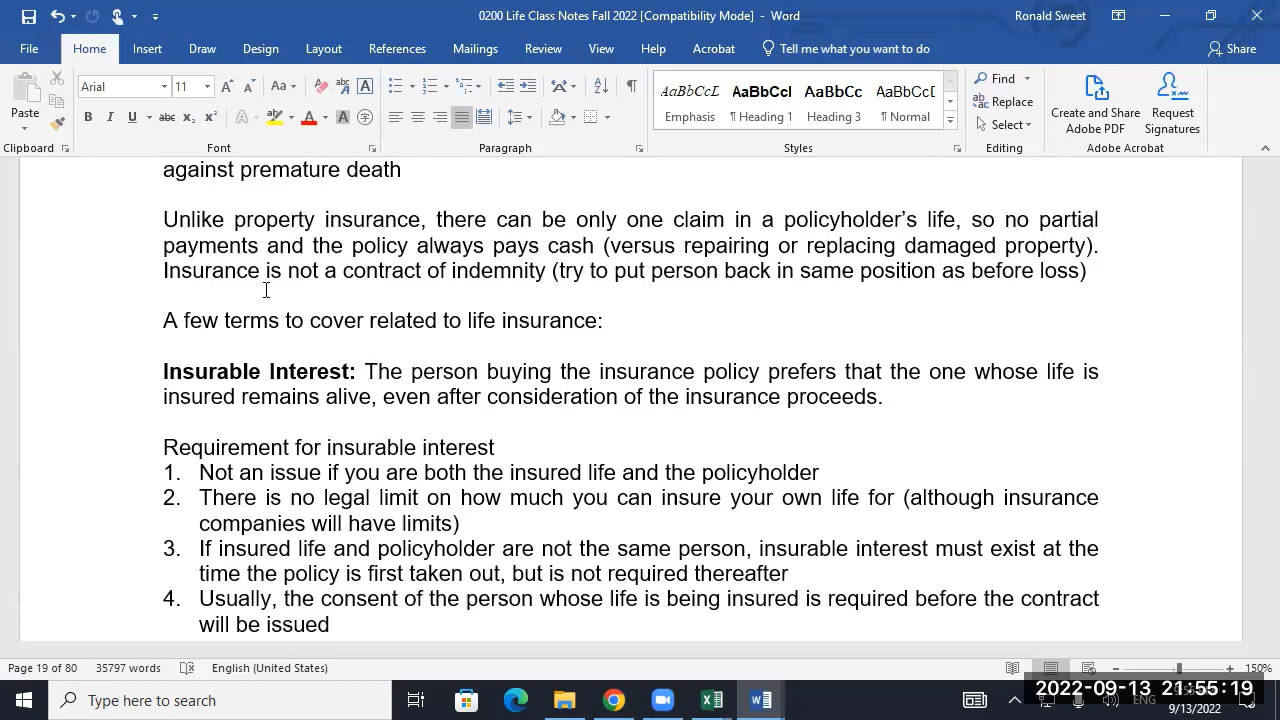 0200 Life Class Notes Fall 2022 [Compatibility Mode] - Word
Ronald Sweet
File Home Insert Draw Design Layout References Mailings Review View Help Acrobat Tell me what you want to do Share
Paste
Arial 11
AaBbCcL AaBbCcI AaBbCc AaBbCcI
Emphasis ¶ Heading 1 Heading 3 ¶ Normal
Find
Replace
Select
Create and Share Adobe PDF
Request Signatures
Clipboard Font Paragraph Styles Editing Adobe Acrobat
against premature death
Unlike property insurance, there can be only one claim in a policyholder’s life, so no partial
payments and the policy always pays cash (versus repairing or replacing damaged property).
Insurance is not a contract of indemnity (try to put person back in same position as before loss)
A few terms to cover related to life insurance:
Insurable Interest: The person buying the insurance policy prefers that the one whose life is
insured remains alive, even after consideration of the insurance proceeds.
Requirement for insurable interest
1. Not an issue if you are both the insured life and the policyholder
2. There is no legal limit on how much you can insure your own life for (although insurance
companies will have limits)
3. If insured life and policyholder are not the same person, insurable interest must exist at the
time the policy is first taken out, but is not required thereafter
4. Usually, the consent of the person whose life is being insured is required before the contract
will be issued
Page 19 of 80 35797 words English (United States) 150%
Type here to search
2022-09-13 21:55:19
ENG
9/13/2022